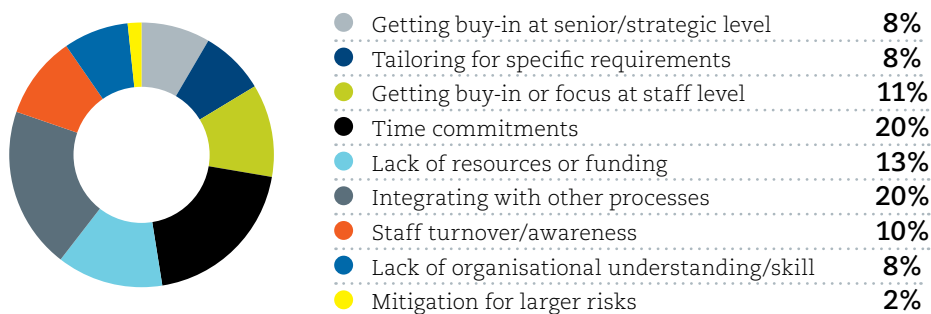 Getting buy-in at senior/strategic level 8%
Tailoring for specific requirements 8%
Getting buy-in or focus at staff level 11%
Time commitments 20%
Lack of resources or funding 13%
Integrating with other processes 20%
Staff turnover/awareness 10%
Lack of organisational understanding/skill 8%
Mitigation for larger risks 2%